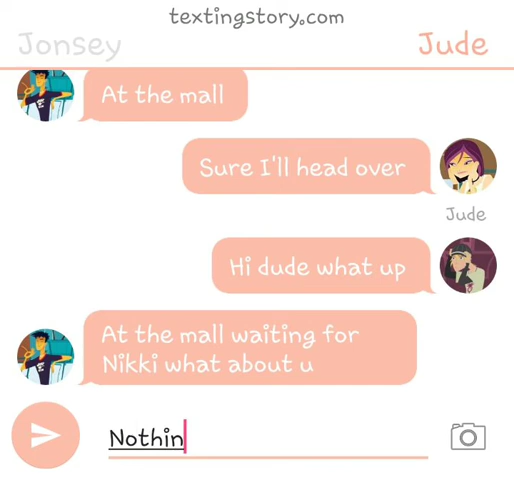 textingstory.com
Jonsey
Jude
At the mall
Sure I'll head over
Jude
Hi dude what up
At the mall waiting for
Nikki what about u
Nothin